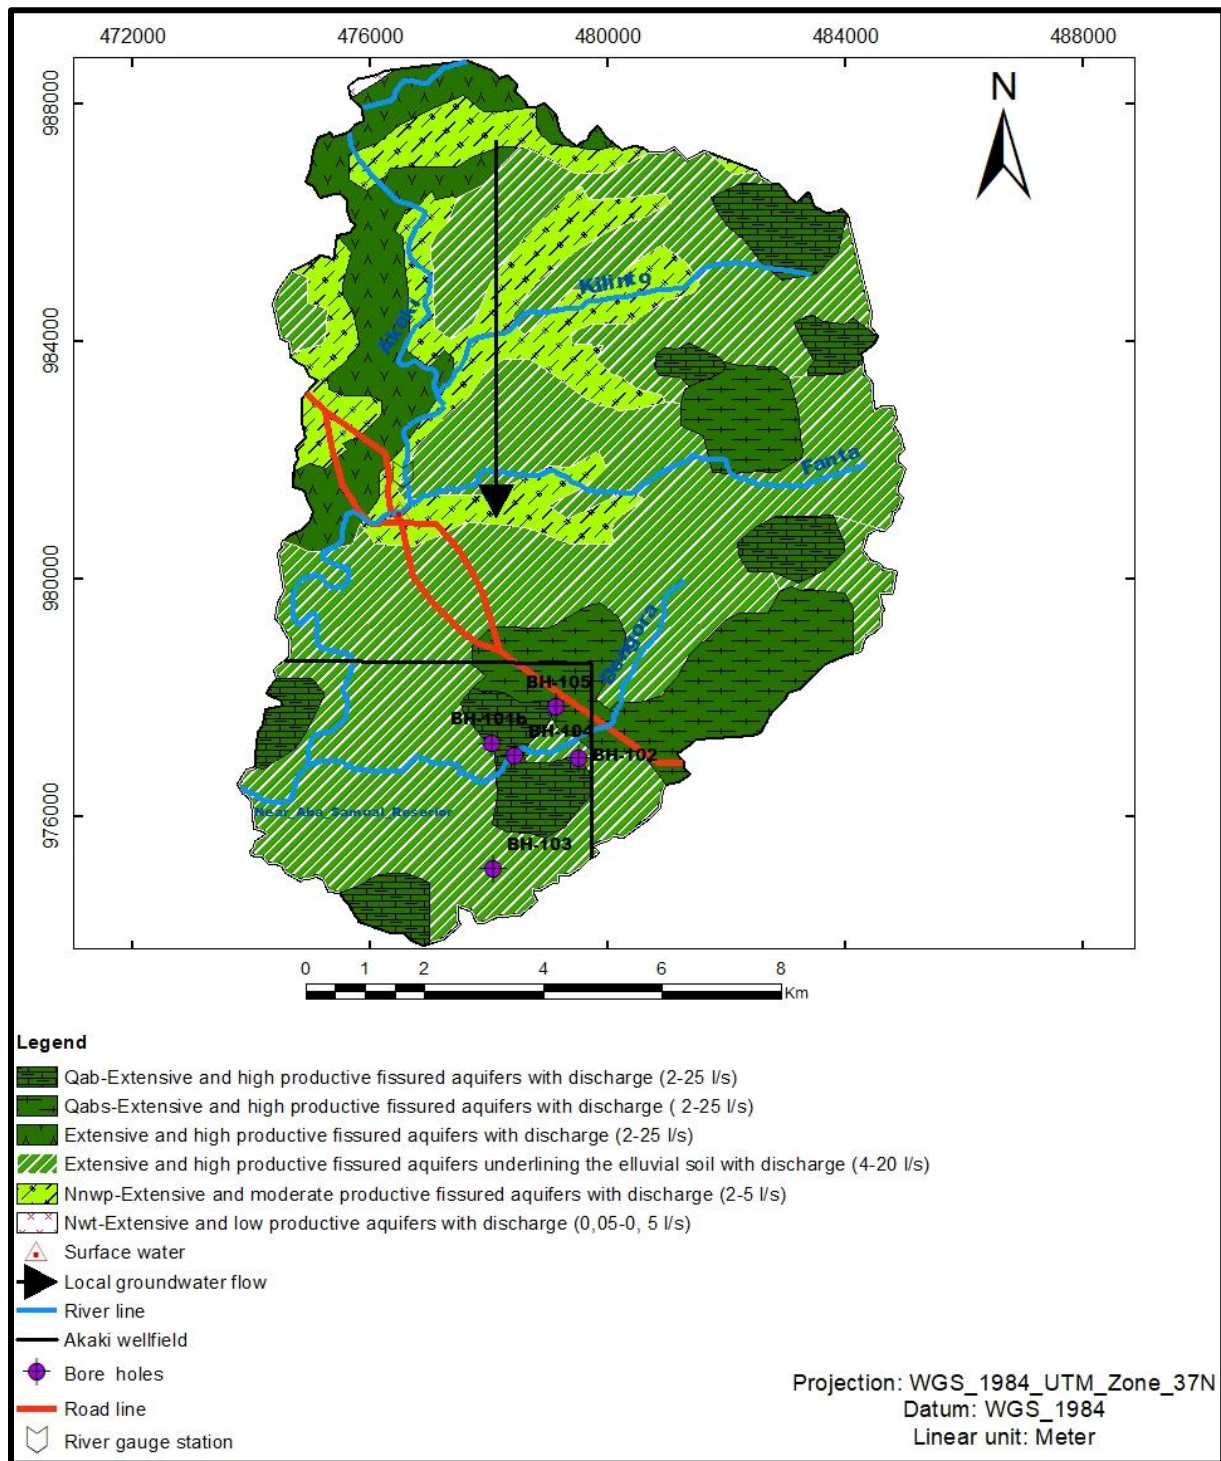 472000 476000 480000 484000 488000
988000
984000
980000
976000
N
Kilinto
Akaki
Fanta
Dengora
BH-105
BH-101b
BH-104
BH-102
Near_Aba_Samual_Reserior
BH-103
0 1 2 4 6 8
Km
Legend
Qab-Extensive and high productive fissured aquifers with discharge (2-25 l/s)
Qabs-Extensive and high productive fissured aquifers with discharge ( 2-25 l/s)
Extensive and high productive fissured aquifers with discharge (2-25 l/s)
Extensive and high productive fissured aquifers underlining the elluvial soil with discharge (4-20 l/s)
Nnwp-Extensive and moderate productive fissured aquifers with discharge (2-5 l/s)
Nwt-Extensive and low productive aquifers with discharge (0,05-0, 5 l/s)
Surface water
Local groundwater flow
River line
Akaki wellfield
Bore holes
Road line
River gauge station
Projection: WGS_1984_UTM_Zone_37N
Datum: WGS_1984
Linear unit: Meter